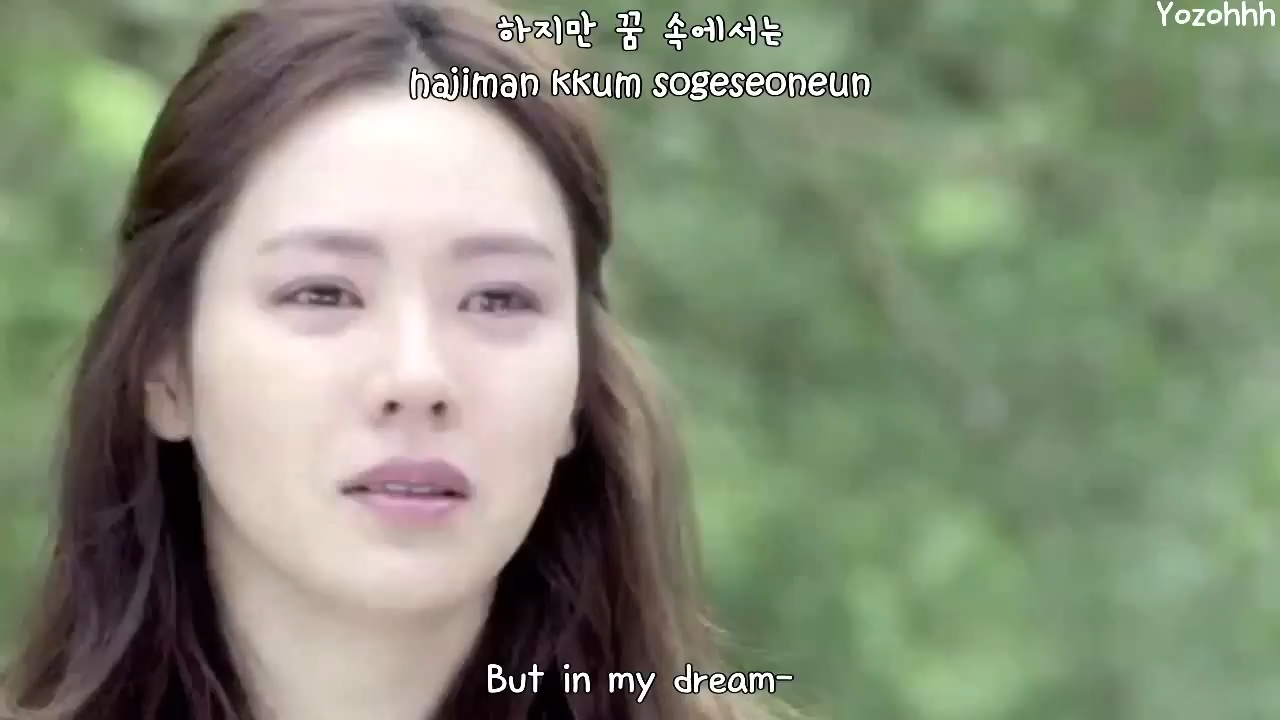 Yozohhh
하지만 꿈 속에서는
hajiman kkum sogeseoneun
But in my dream-